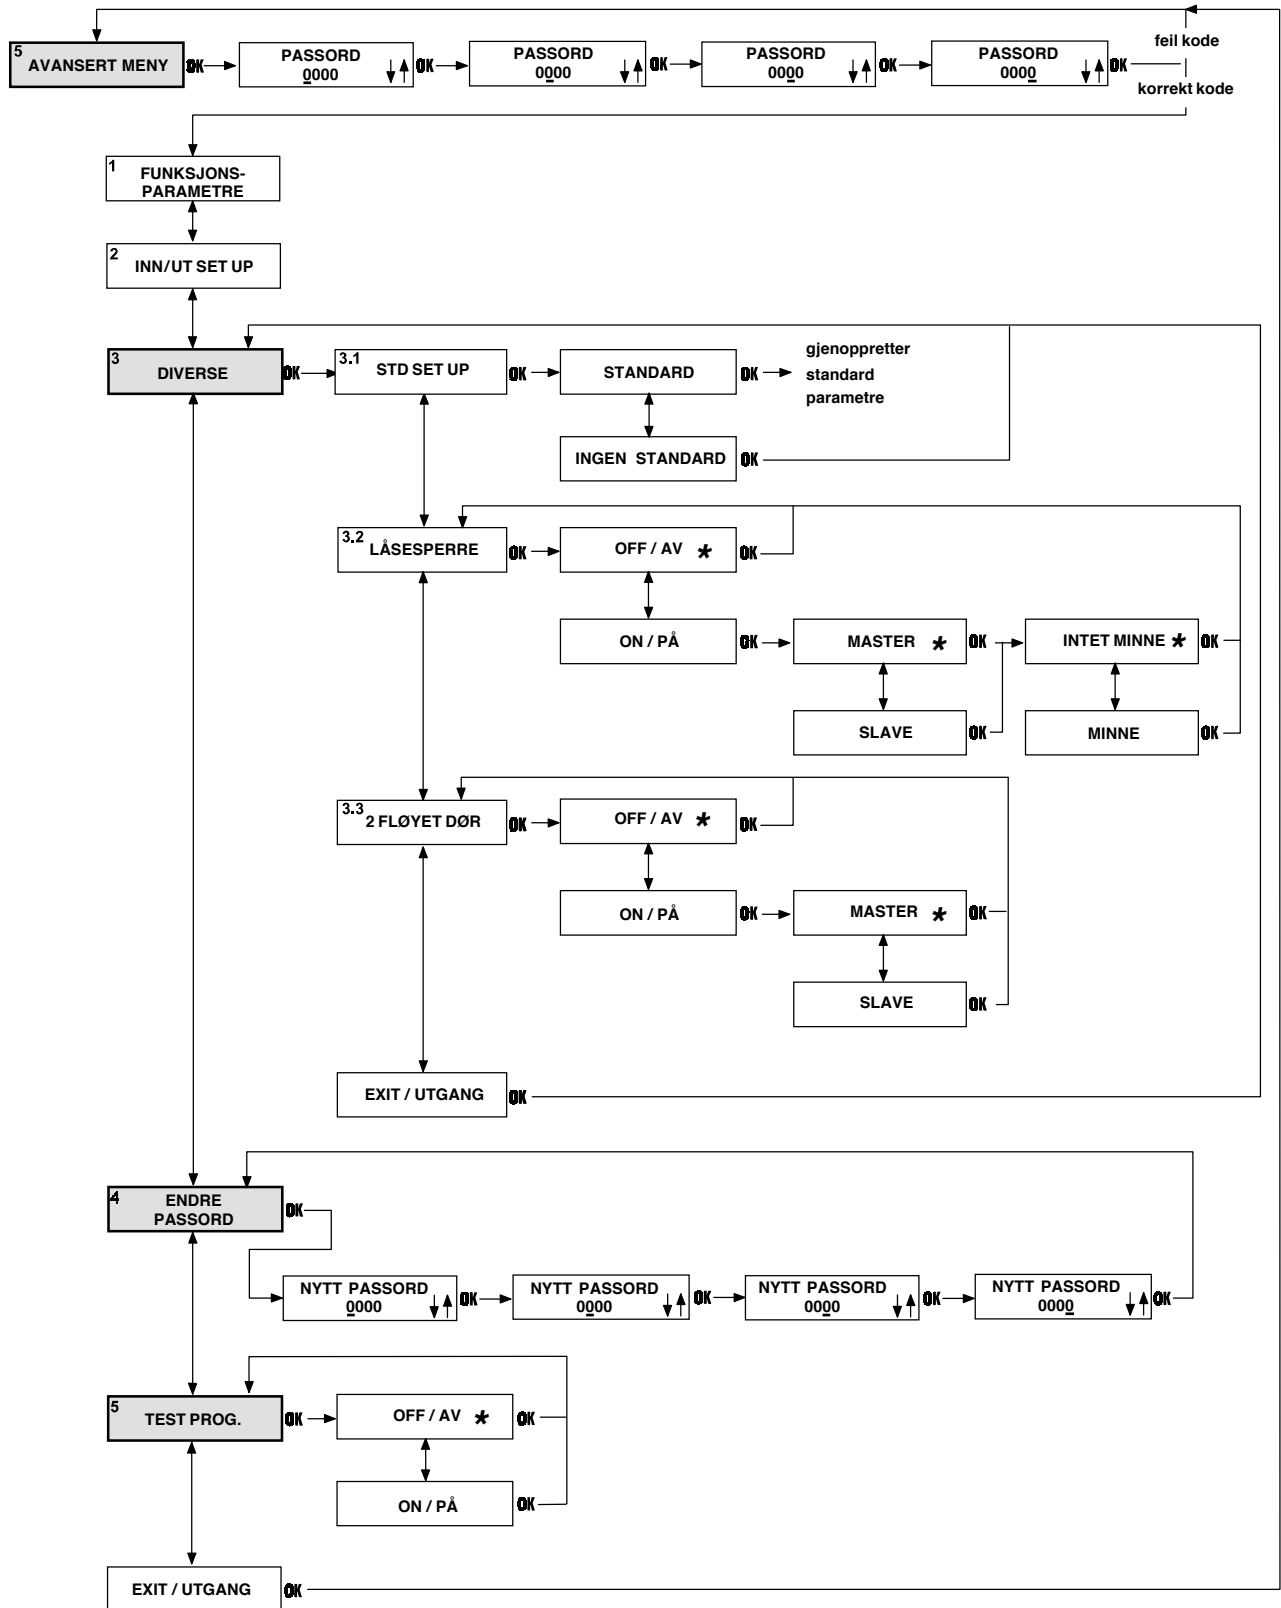 5
AVANSERT MENY OK
PASSORD
0000 OK
PASSORD
0000 OK
PASSORD
0000 OK
PASSORD
0000 OK
feil kode
korrekt kode
1
FUNKSJONS-
PARAMETRE
2
INN/UT SET UP
3
DIVERSE OK
3.1
STD SET UP OK
STANDARD OK
gjenoppretter
standard
parametre
INGEN STANDARD OK
3.2
LÅSESPERRE OK
OFF / AV * OK
ON / PÅ OK
MASTER * OK
INTET MINNE * OK
SLAVE OK
MINNE OK
3.3
2 FLØYET DØR OK
OFF / AV * OK
ON / PÅ OK
MASTER * OK
SLAVE OK
EXIT / UTGANG OK
4
ENDRE
PASSORD OK
NYTT PASSORD
0000 OK
NYTT PASSORD
0000 OK
NYTT PASSORD
0000 OK
NYTT PASSORD
0000 OK
5
TEST PROG. OK
OFF / AV * OK
ON / PÅ OK
EXIT / UTGANG OK